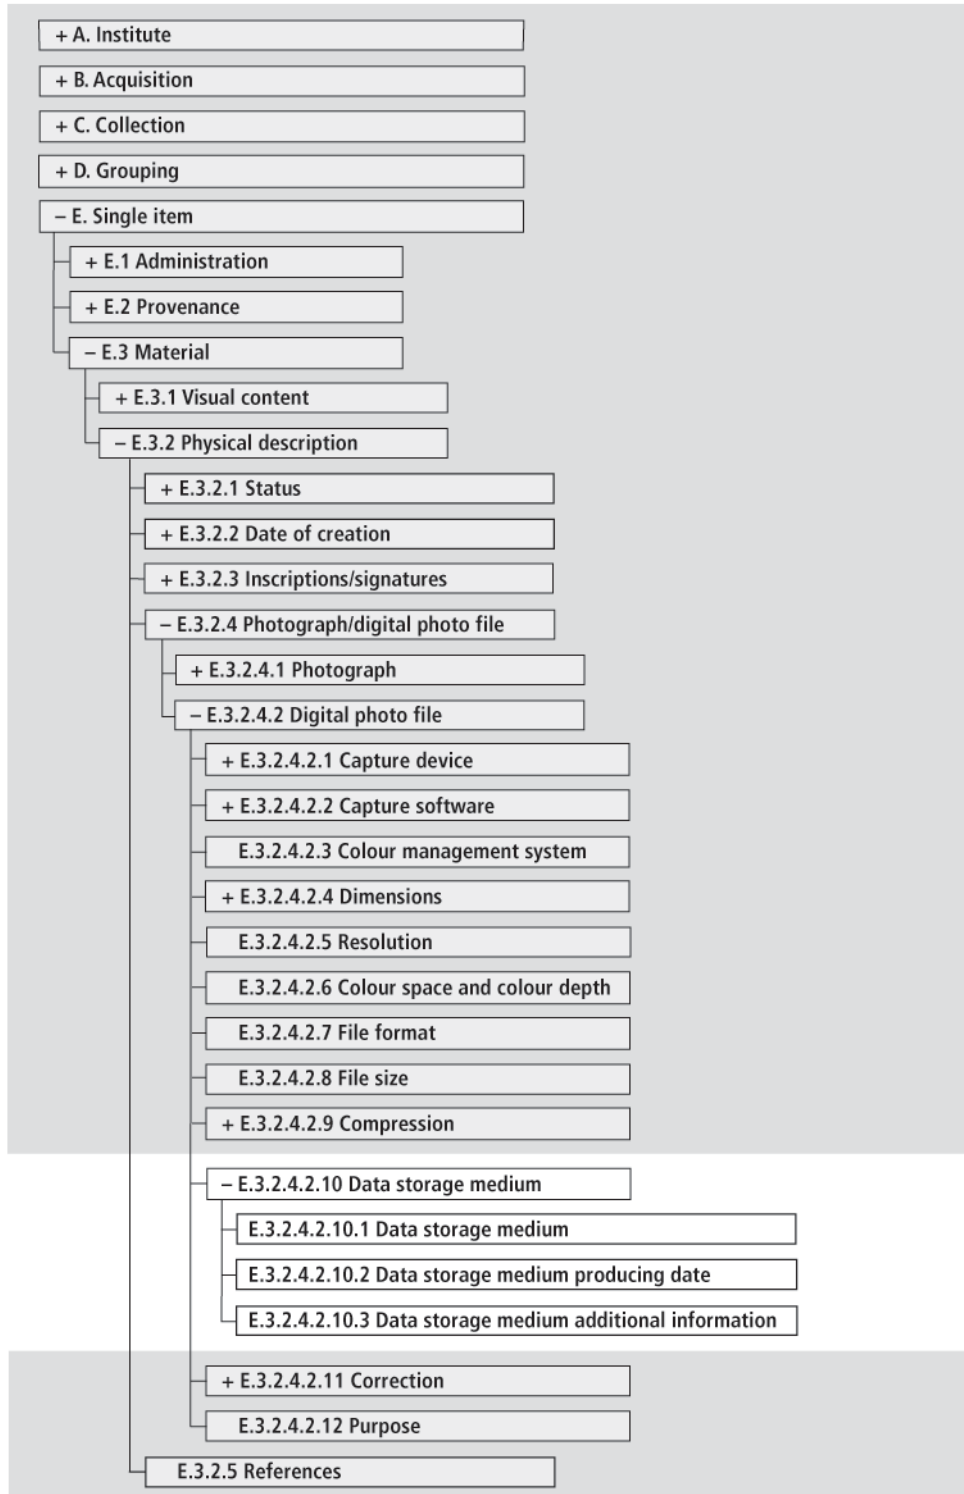 + A. Institute
+ B. Acquisition
+ C. Collection
+ D. Grouping
– E. Single item
+ E.1 Administration
+ E.2 Provenance
– E.3 Material
+ E.3.1 Visual content
– E.3.2 Physical description
+ E.3.2.1 Status
+ E.3.2.2 Date of creation
+ E.3.2.3 Inscriptions/signatures
– E.3.2.4 Photograph/digital photo file
+ E.3.2.4.1 Photograph
– E.3.2.4.2 Digital photo file
+ E.3.2.4.2.1 Capture device
+ E.3.2.4.2.2 Capture software
E.3.2.4.2.3 Colour management system
+ E.3.2.4.2.4 Dimensions
E.3.2.4.2.5 Resolution
E.3.2.4.2.6 Colour space and colour depth
E.3.2.4.2.7 File format
E.3.2.4.2.8 File size
+ E.3.2.4.2.9 Compression
– E.3.2.4.2.10 Data storage medium
E.3.2.4.2.10.1 Data storage medium
E.3.2.4.2.10.2 Data storage medium producing date
E.3.2.4.2.10.3 Data storage medium additional information
+ E.3.2.4.2.11 Correction
E.3.2.4.2.12 Purpose
E.3.2.5 References